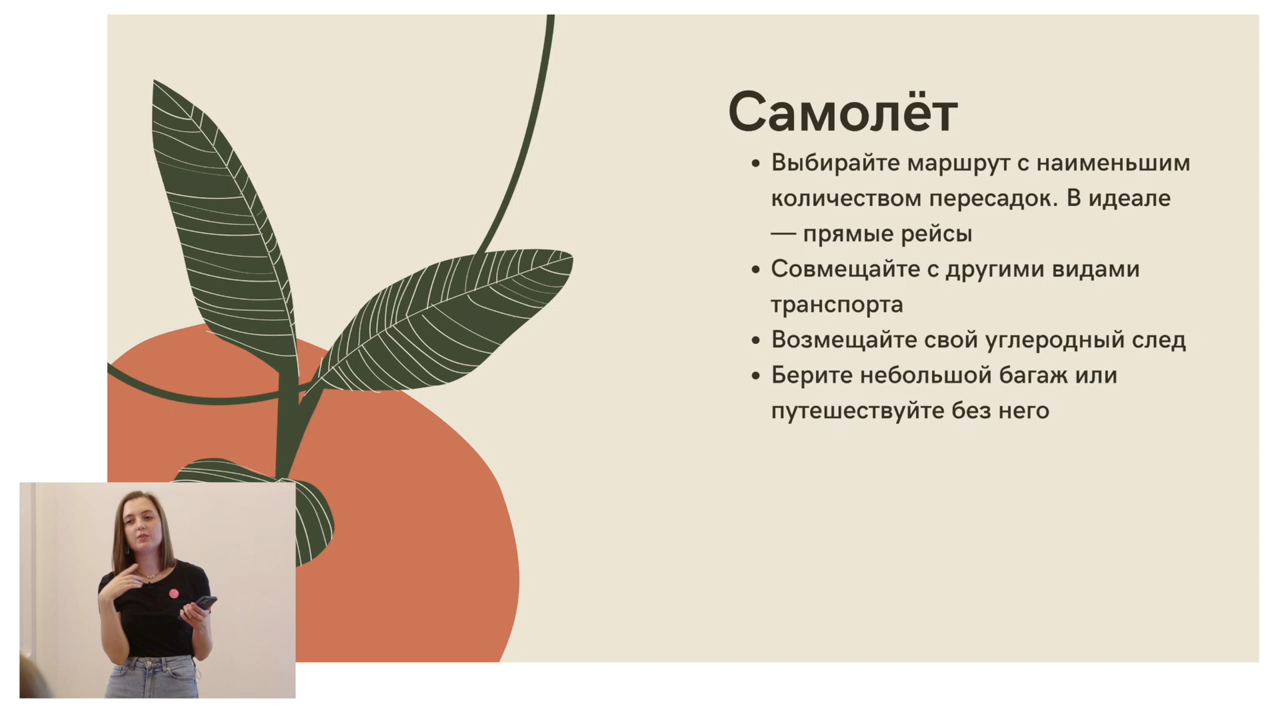 Самолёт
• Выбирайте маршрут с наименьшим
количеством пересадок. В идеале
— прямые рейсы
• Совмещайте с другими видами
транспорта
• Возмещайте свой углеродный след
• Берите небольшой багаж или
путешествуйте без него